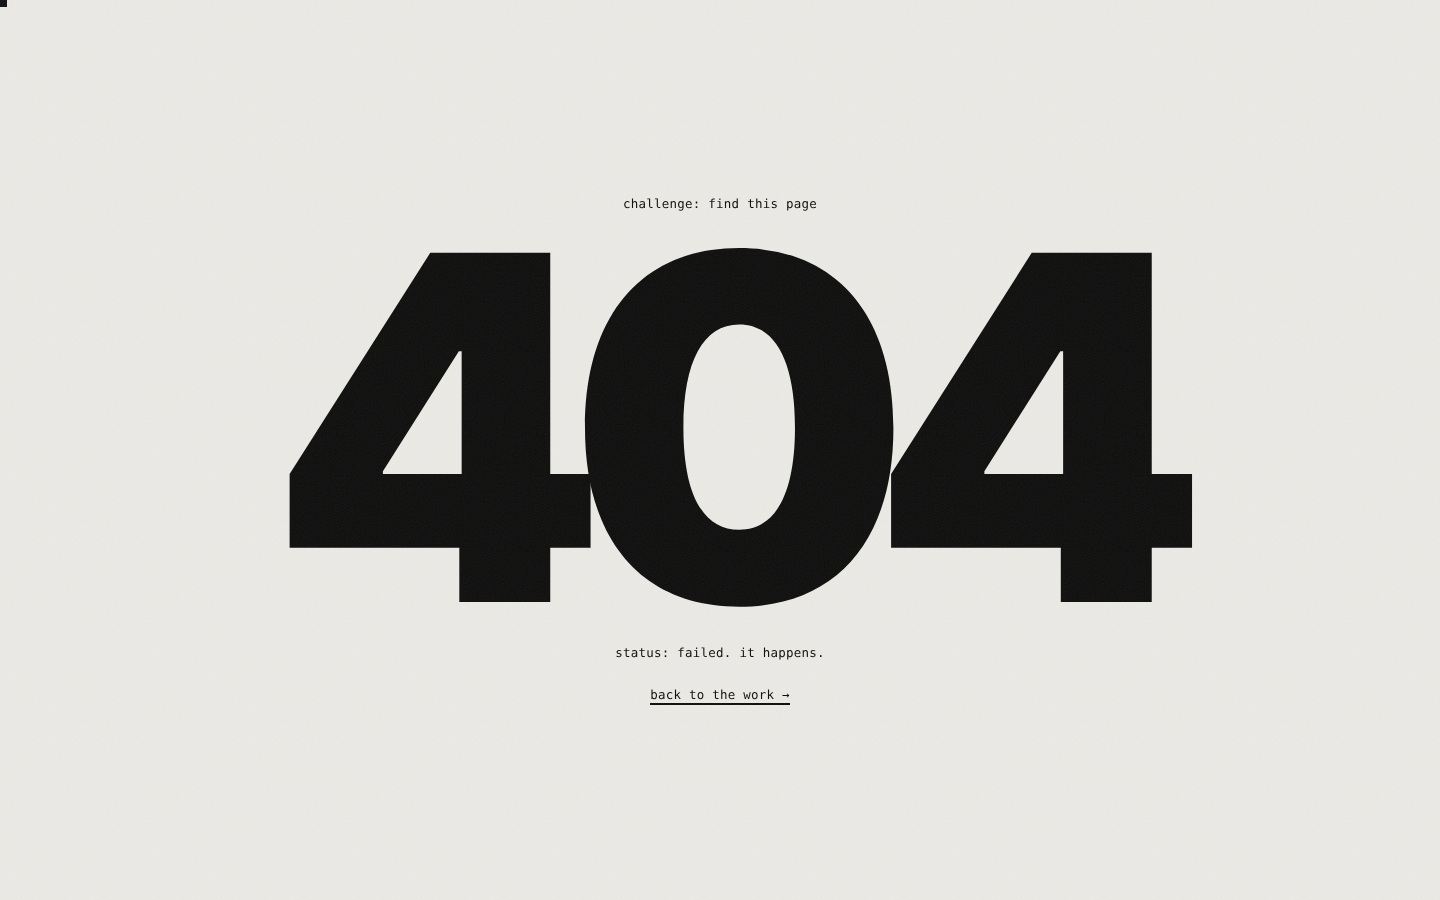 challenge: find this page
404
status: failed. it happens.
back to the work →